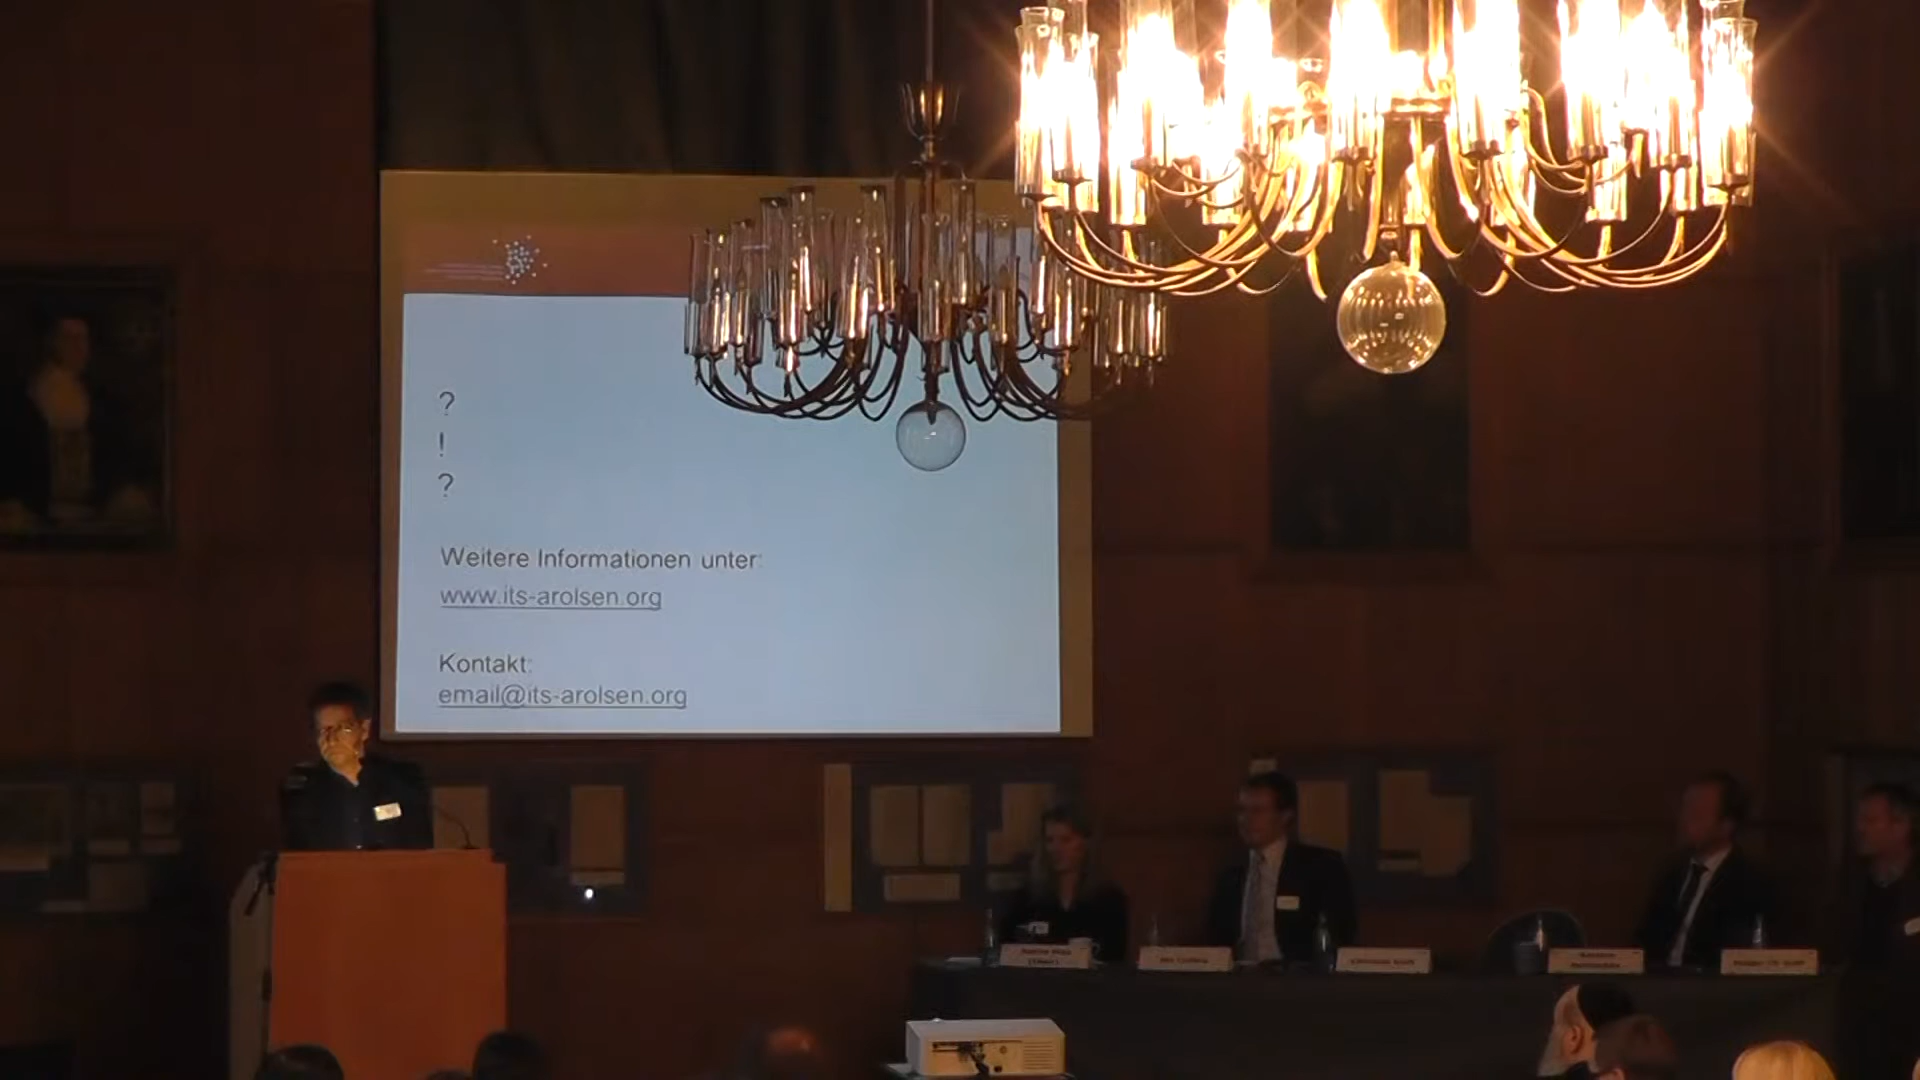 ?
!
?
Weitere Informationen unter:
www.its-arolsen.org
Kontakt:
email@its-arolsen.org